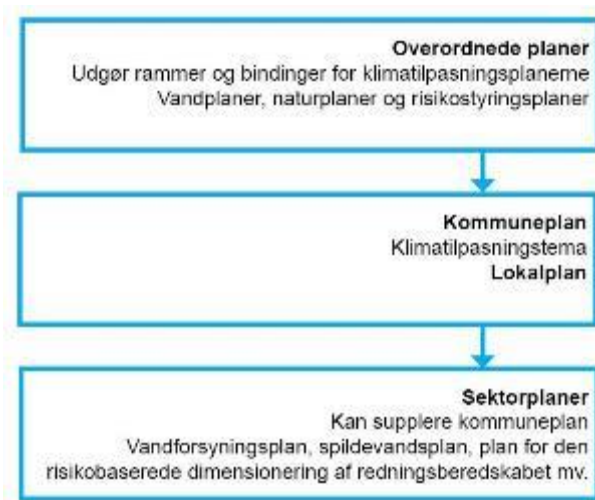 Overordnede planer
Udgør rammer og bindinger for klimatilpasningsplanerne
Vandplaner, naturplaner og risikostyringsplaner
Kommuneplan
Klimatilpasningstema
Lokalplan
Sektorplaner
Kan supplere kommuneplan
Vandforsyningsplan, spildevandsplan, plan for den
risikobaserede dimensionering af redningsberedskabet mv.